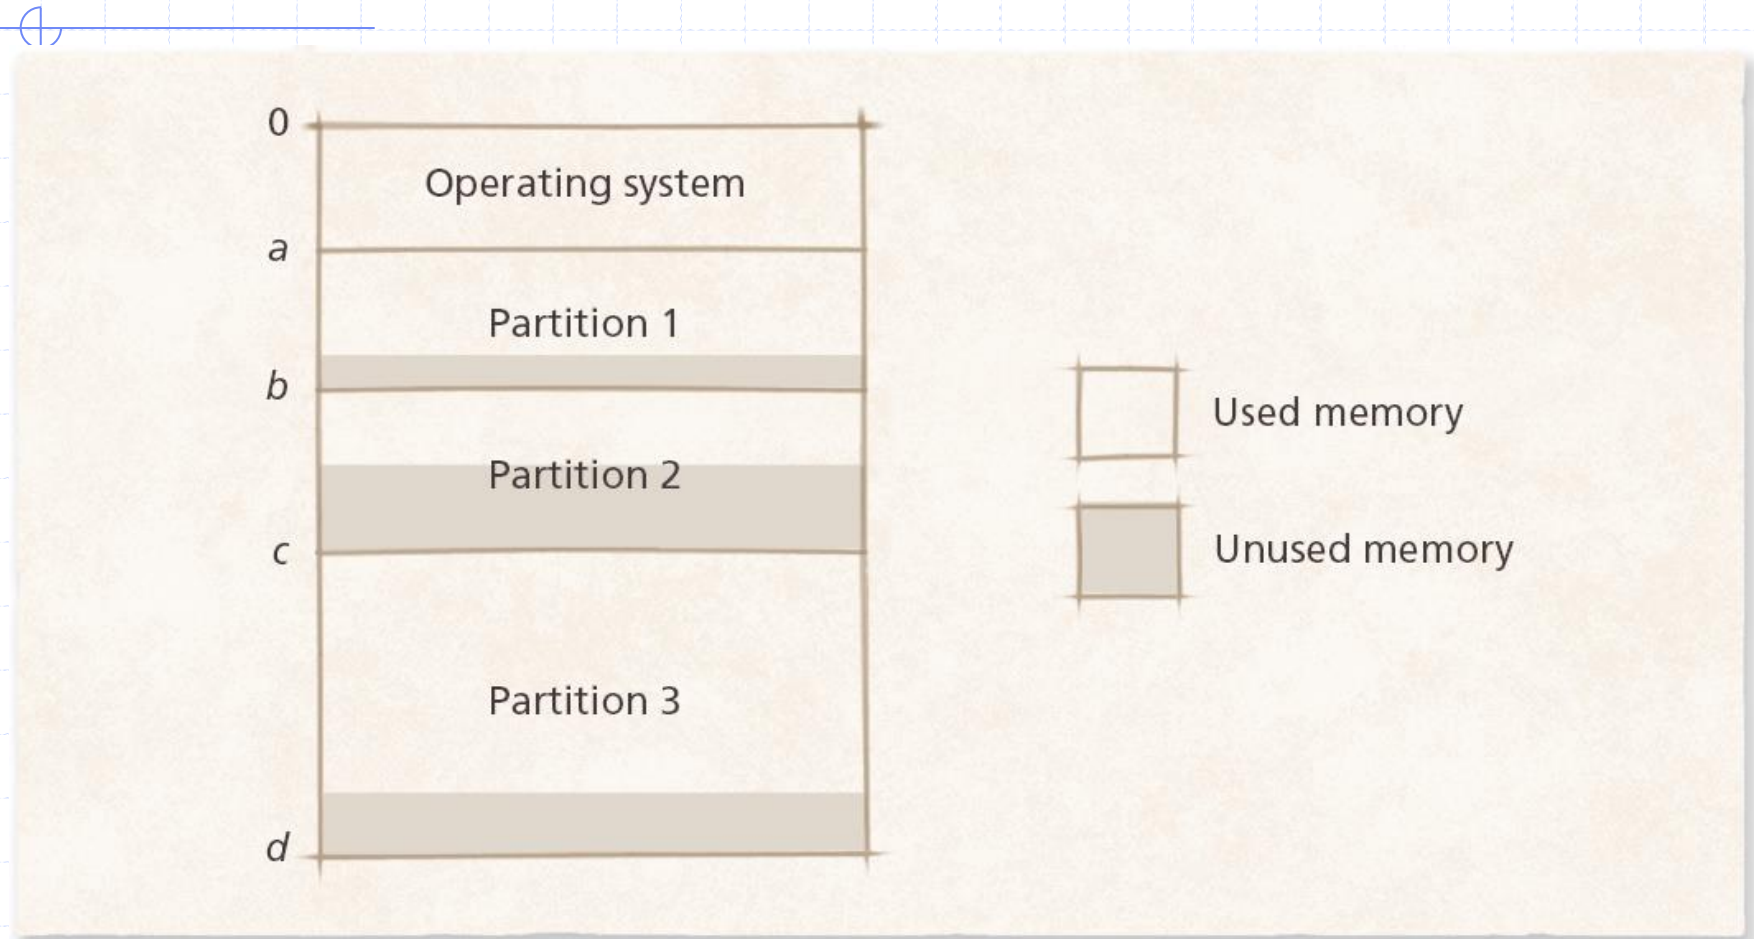 0
Operating system
a
Partition 1
b
Used memory
Partition 2
c
Unused memory
Partition 3
d